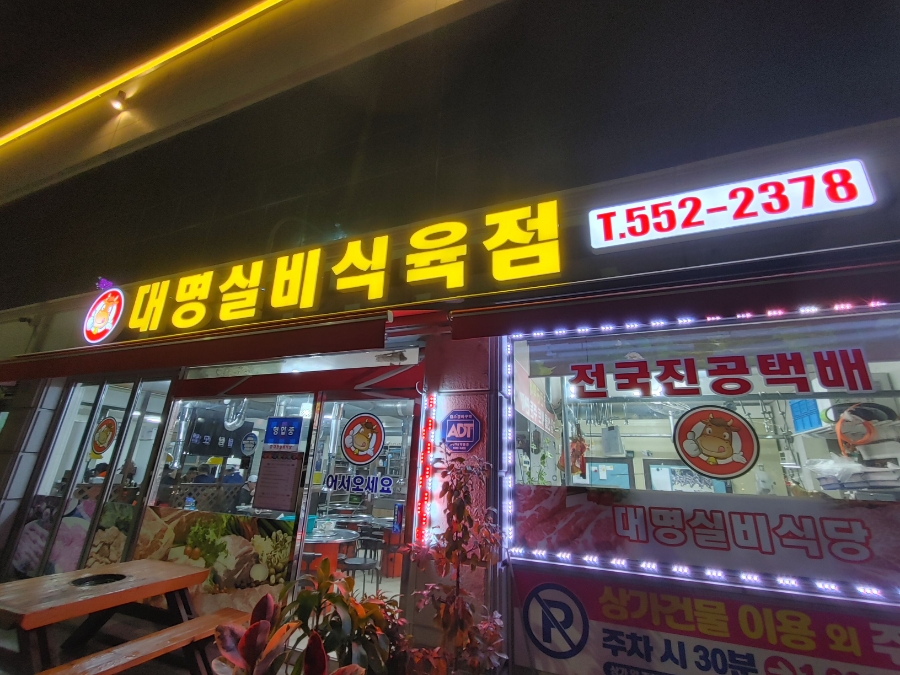 대명실비식육점
T.552-2378
전국진공택배
영업중
ADT
어서오세요
대명실비식당
상가건물 이용 외
주차 시 30분